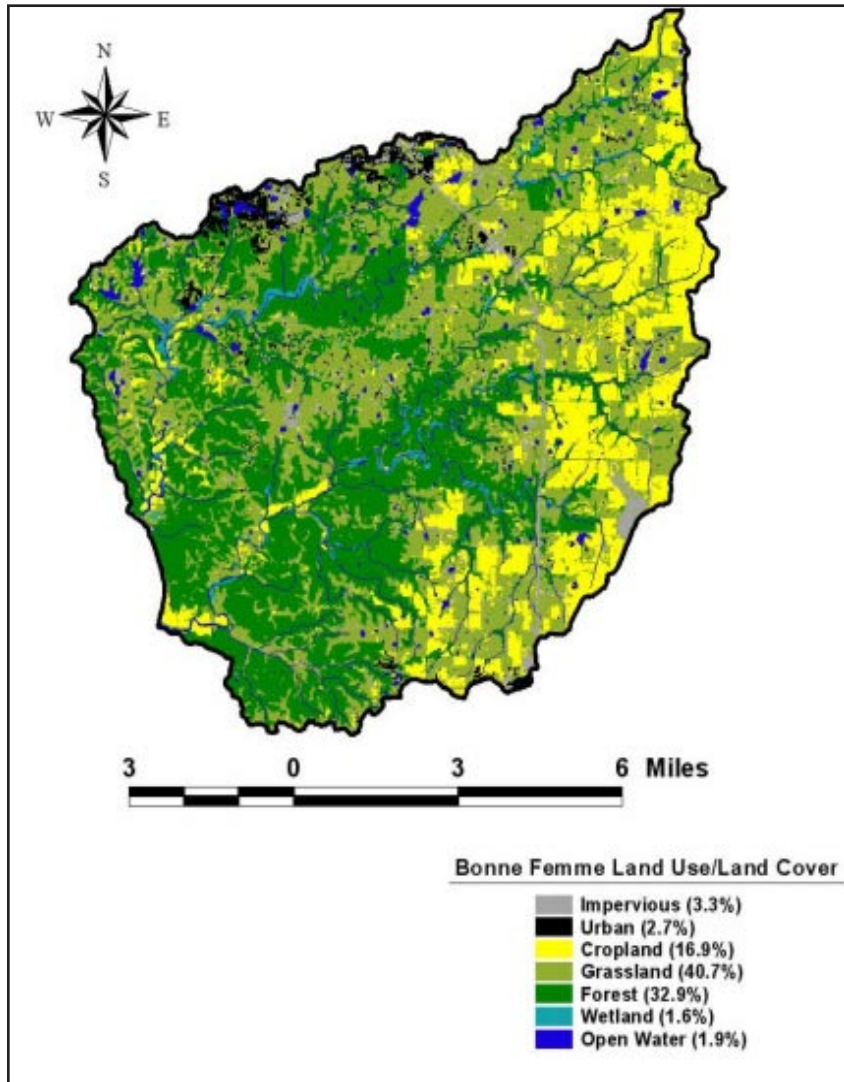 N
W E
S
3 0 3 6 Miles
Bonne Femme Land Use/Land Cover
Impervious (3.3%)
Urban (2.7%)
Cropland (16.9%)
Grassland (40.7%)
Forest (32.9%)
Wetland (1.6%)
Open Water (1.9%)